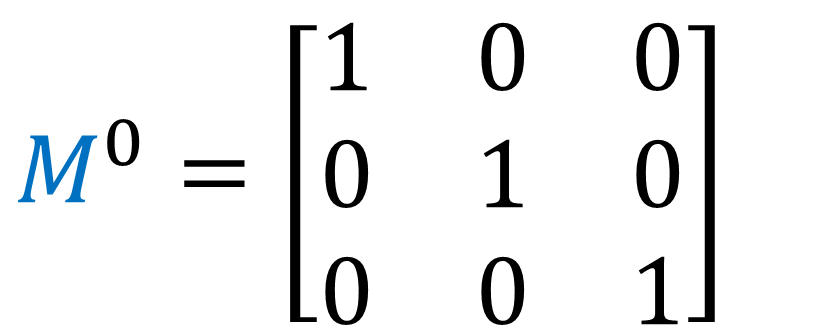 1 0 0
M⁰ = 0 1 0
0 0 1